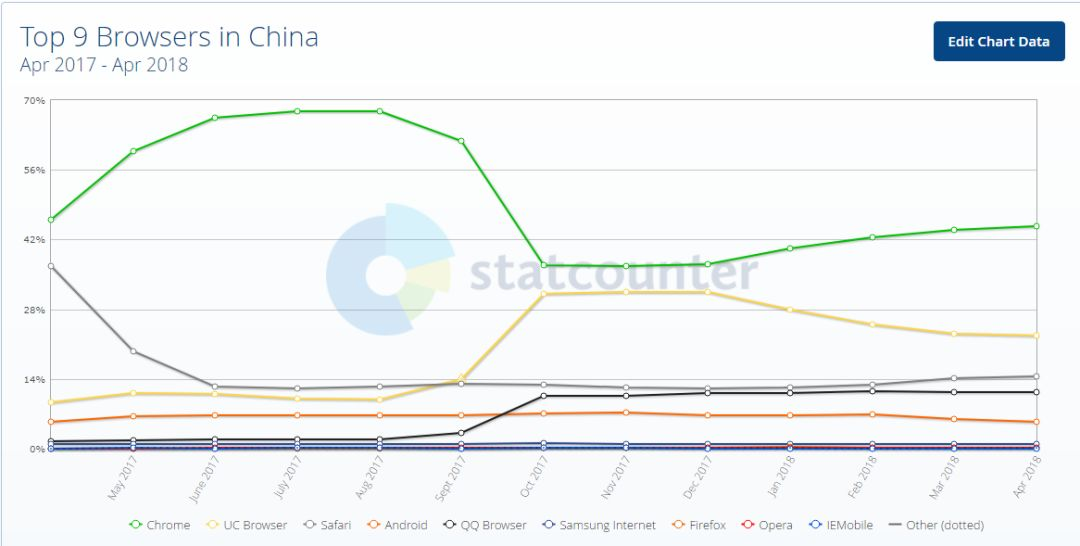 Top 9 Browsers in China
Apr 2017 - Apr 2018
Edit Chart Data
70%
56%
42%
28%
14%
0%
statcounter
May 2017
June 2017
July 2017
Aug 2017
Sept 2017
Oct 2017
Nov 2017
Dec 2017
Jan 2018
Feb 2018
Mar 2018
Apr 2018
Chrome UC Browser Safari Android QQ Browser Samsung Internet Firefox Opera IEMobile Other (dotted)